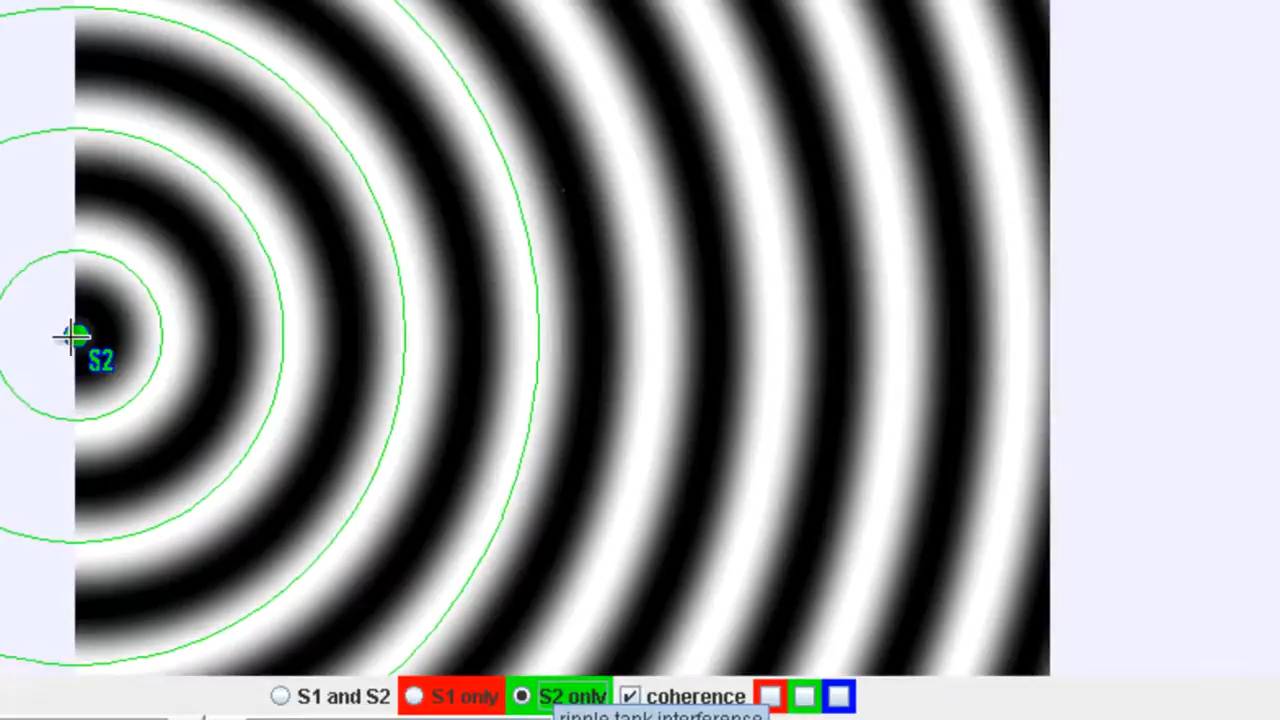 S2
S1 and S2 S1 only S2 only coherence
ripple tank interference